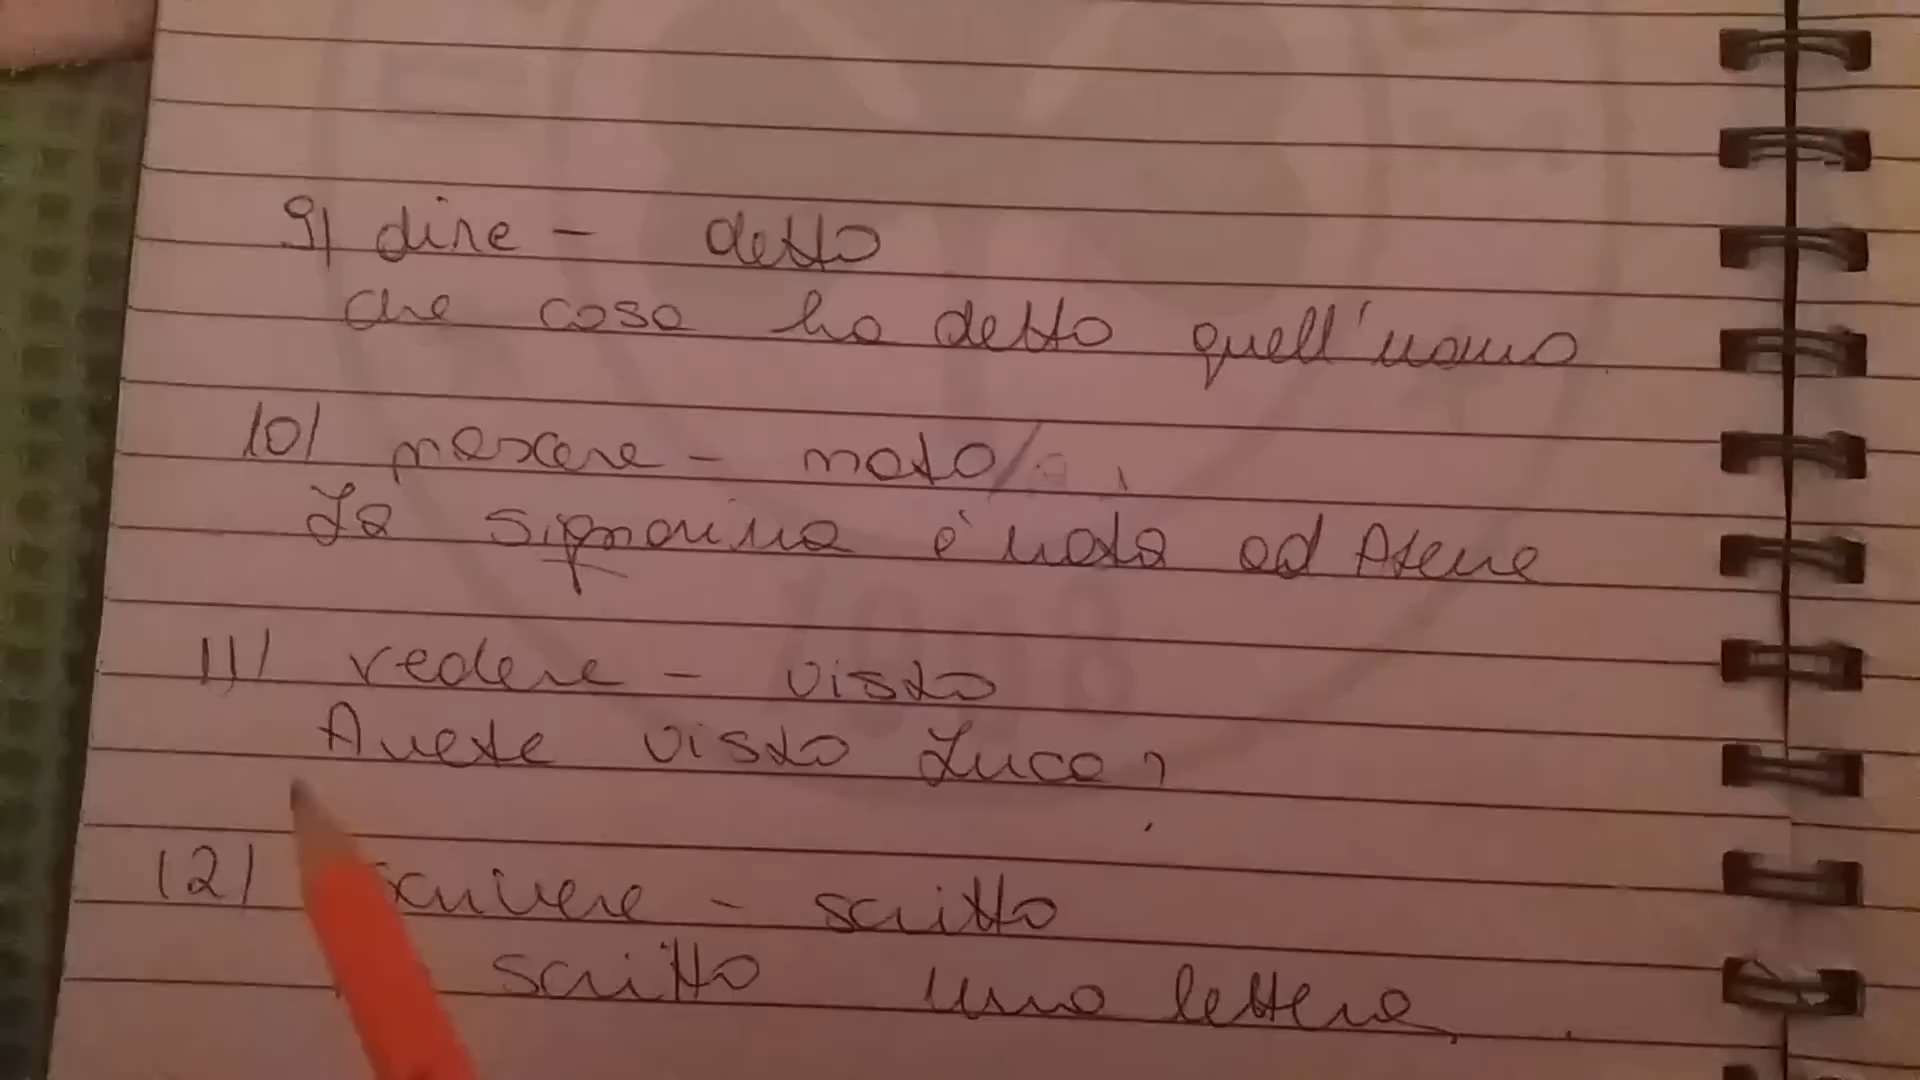 9) dire - detto
che cosa ha detto quell'uomo
10) nascere - nato/a
La signorina è nata ad Atene
11) vedere - visto
Avete visto Luca?
12) scrivere - scritto
scritto una lettera